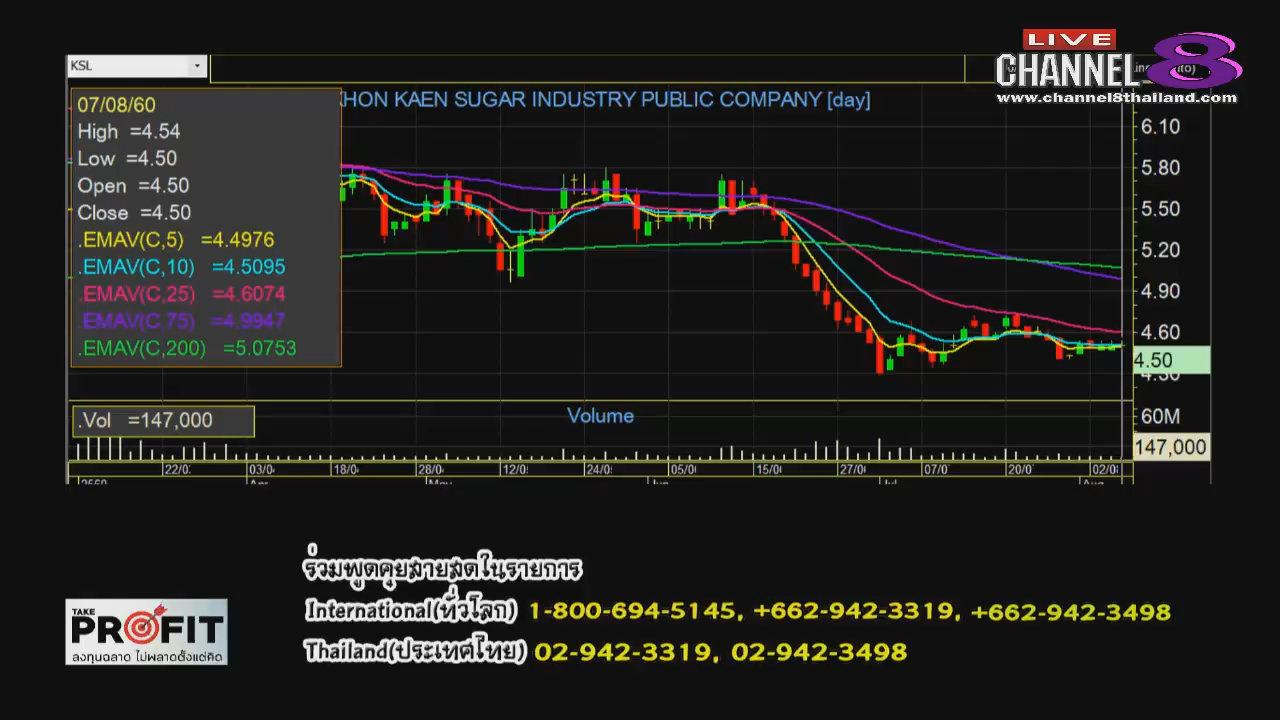 LIVE
CHANNEL 8
www.channel8thailand.com
KSL
KHON KAEN SUGAR INDUSTRY PUBLIC COMPANY [day]
07/08/60
High =4.54
Low =4.50
Open =4.50
Close =4.50
.EMAV(C,5) =4.4976
.EMAV(C,10) =4.5095
.EMAV(C,25) =4.6074
.EMAV(C,75) =4.9947
.EMAV(C,200) =5.0753
6.10
5.80
5.50
5.20
4.90
4.60
4.50
4.30
.Vol =147,000
Volume
60M
147,000
22/0 03/0 18/0 28/0 12/0 24/0 05/0 15/0 27/0 07/0 20/0 02/0
2560 Apr May Jun Jul Aug
ร่วมพูดคุยสายสดในรายการ
International(ทั่วโลก) 1-800-694-5145, +662-942-3319, +662-942-3498
Thailand(ประเทศไทย) 02-942-3319, 02-942-3498
TAKE
PROFIT
ลงทุนฉลาด ไม่พลาดตั้งแต่คิด